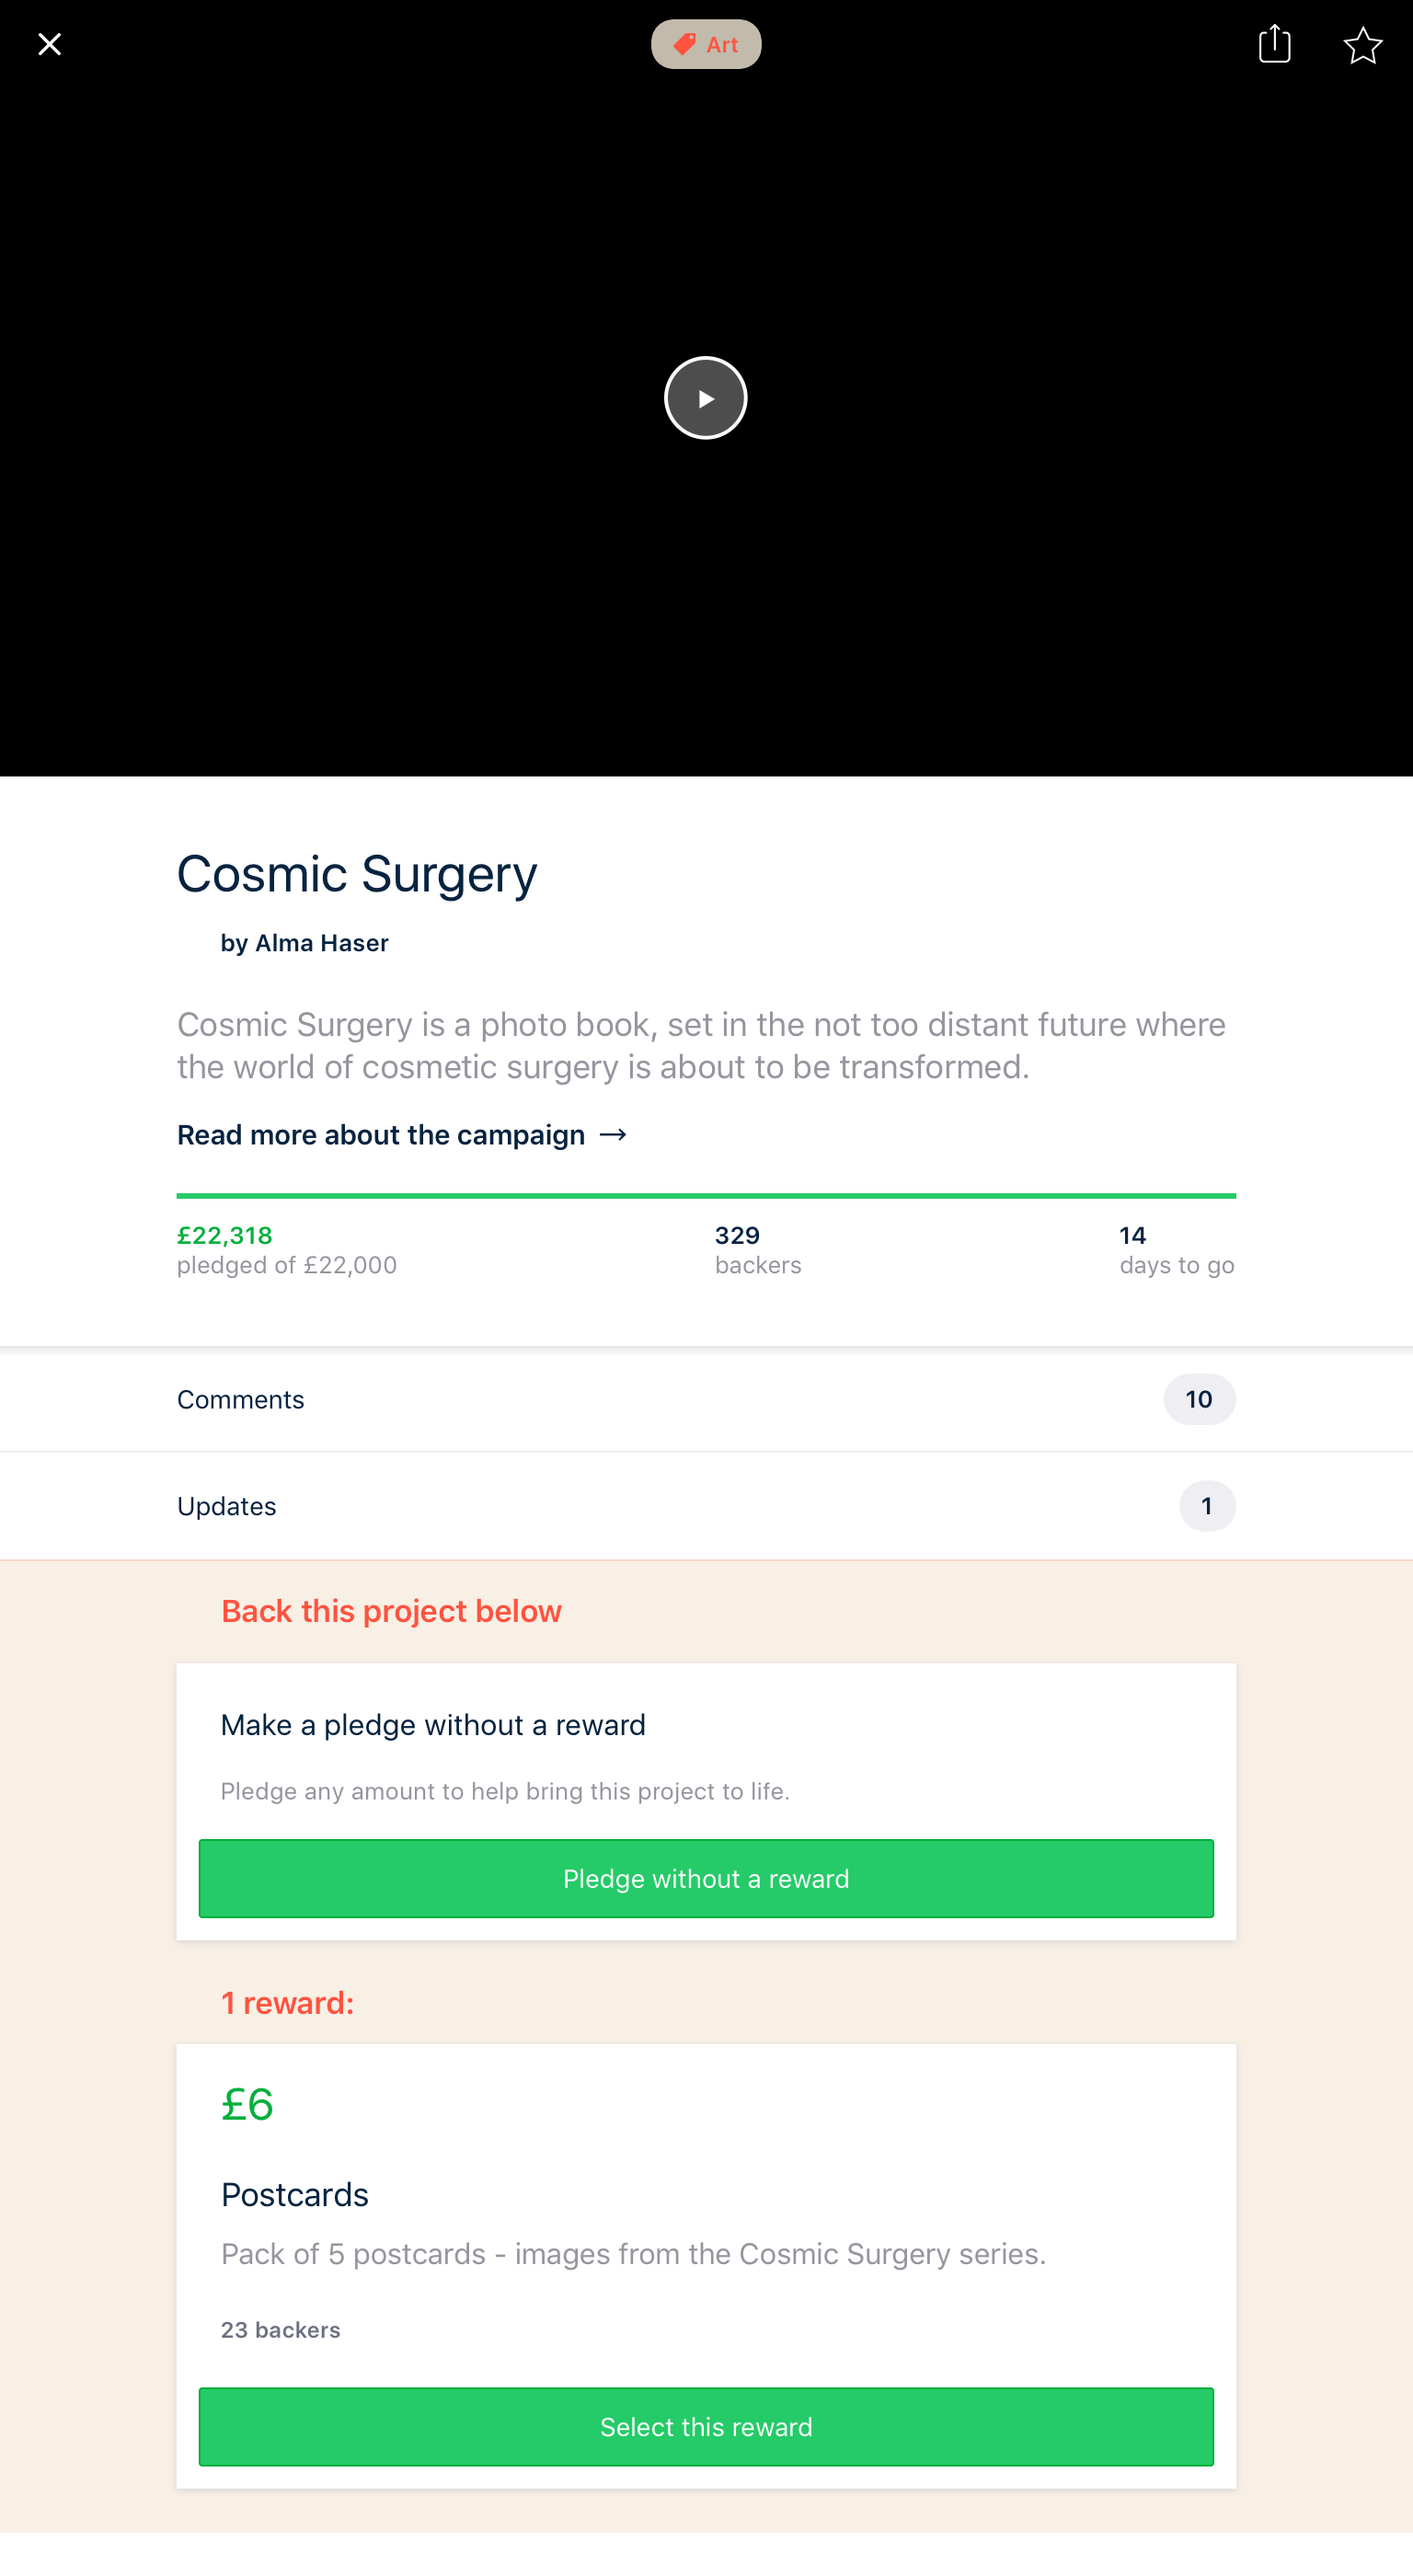 Art
Cosmic Surgery
by Alma Haser
Cosmic Surgery is a photo book, set in the not too distant future where
the world of cosmetic surgery is about to be transformed.
Read more about the campaign →
£22,318
pledged of £22,000
329
backers
14
days to go
Comments
10
Updates
1
Back this project below
Make a pledge without a reward
Pledge any amount to help bring this project to life.
Pledge without a reward
1 reward:
£6
Postcards
Pack of 5 postcards - images from the Cosmic Surgery series.
23 backers
Select this reward